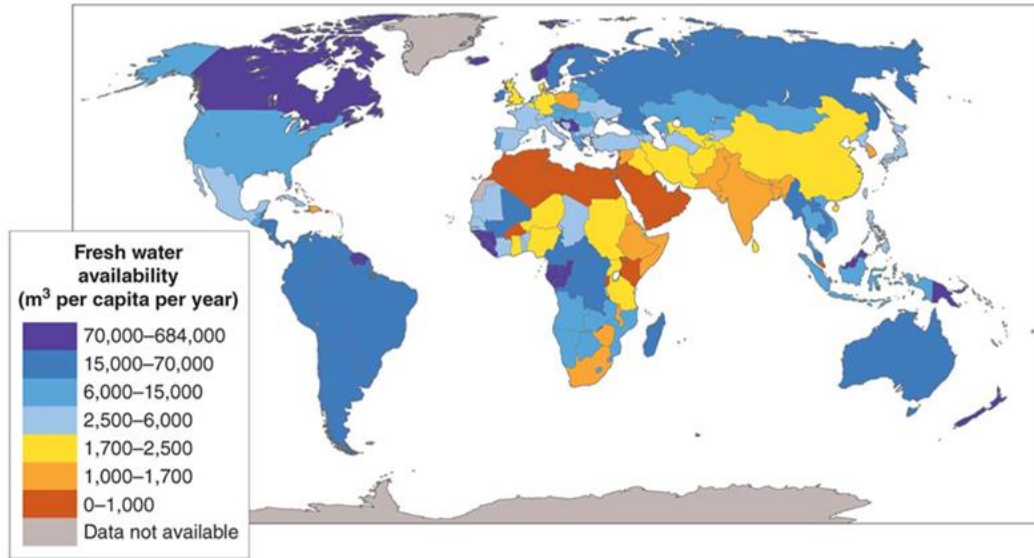 Fresh water
availability
(m³ per capita per year)
70,000–684,000
15,000–70,000
6,000–15,000
2,500–6,000
1,700–2,500
1,000–1,700
0–1,000
Data not available